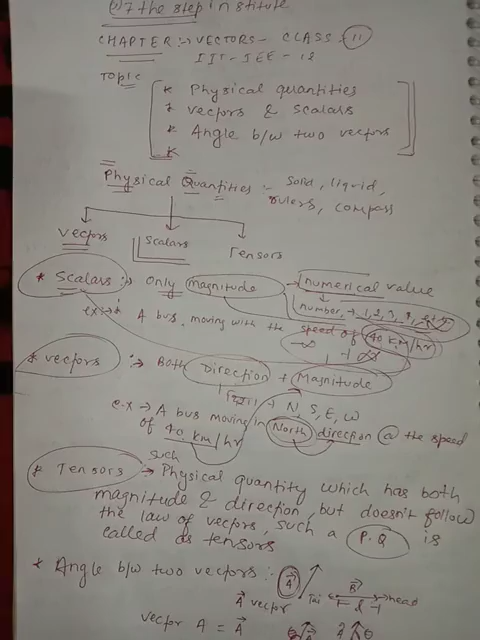 7 the step institute
CHAPTER :→ VECTORS - CLASS : 11
IIT-JEE-18
Topic
* Physical quantities
* vectors & scalars
* Angle b/w two vectors
*
Physical Quantities :- Solid, liquid,
rulers, compass
Vectors Scalars Tensors
* Scalars :→ only magnitude → numerical value
number → 1, 2, 3, 4,
ex:→ A bus, moving with the speed of 40 km/hr
-∞ +∞
* Vectors :→ Both Direction + Magnitude
→ N, S, E, W
e-x → A bus moving in North direction @ the speed
of 40 km/hr
such
* Tensors → Physical quantity which has both
magnitude & direction, but doesn't follow
the law of vectors, such a P.Q is
called as tensors
* Angle b/w two vectors :- A⃗
A⃗ vector Tail B⃗ head
vector A = A⃗